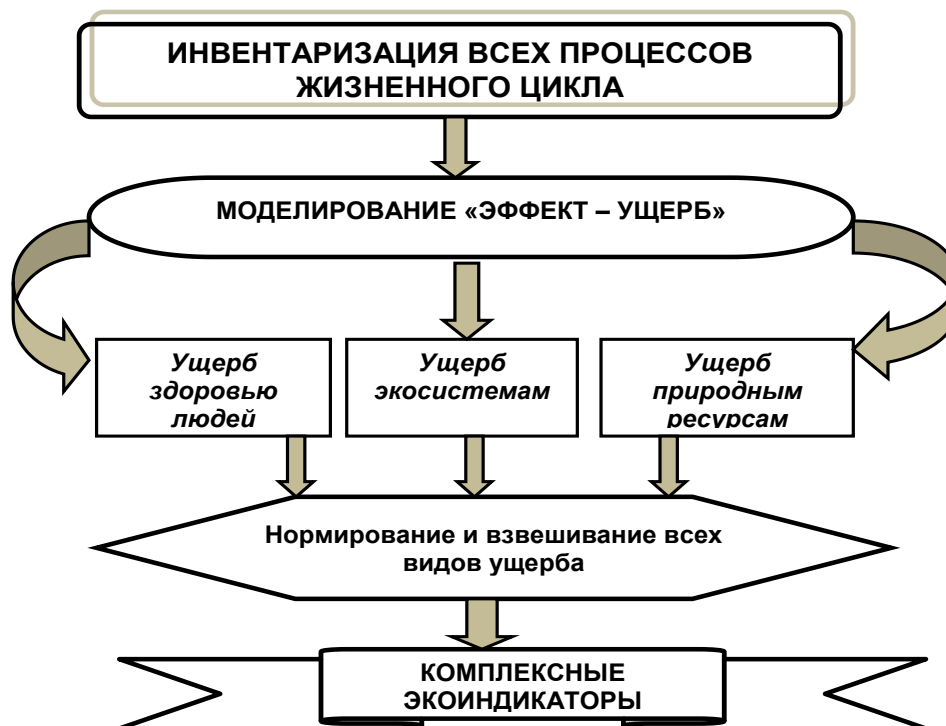 ИНВЕНТАРИЗАЦИЯ ВСЕХ ПРОЦЕССОВ
ЖИЗНЕННОГО ЦИКЛА
МОДЕЛИРОВАНИЕ «ЭФФЕКТ – УЩЕРБ»
Ущерб
здоровью
людей
Ущерб
экосистемам
Ущерб
природным
ресурсам
Нормирование и взвешивание всех
видов ущерба
КОМПЛЕКСНЫЕ
ЭКОИНДИКАТОРЫ